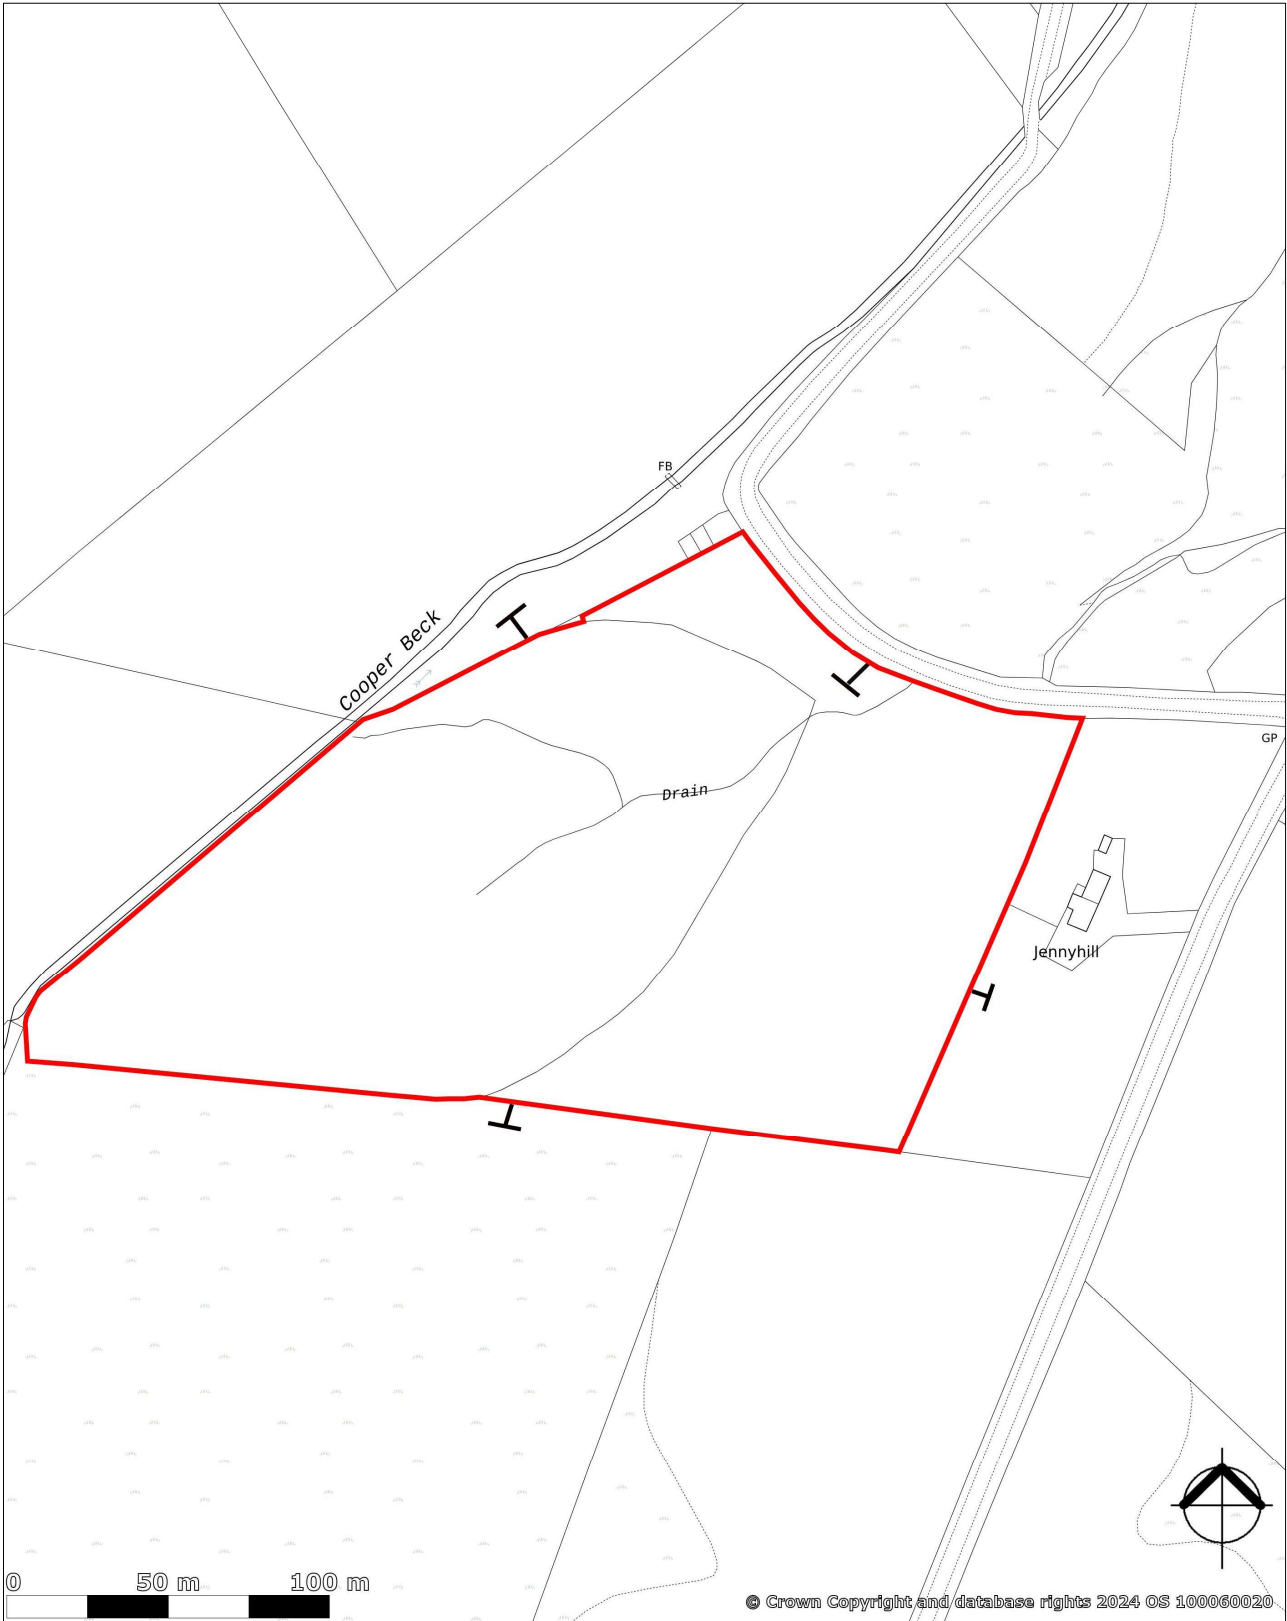 FB
Cooper Beck
GP
Drain
Jennyhill
0 50 m 100 m
© Crown Copyright and database rights 2024 OS 100060020